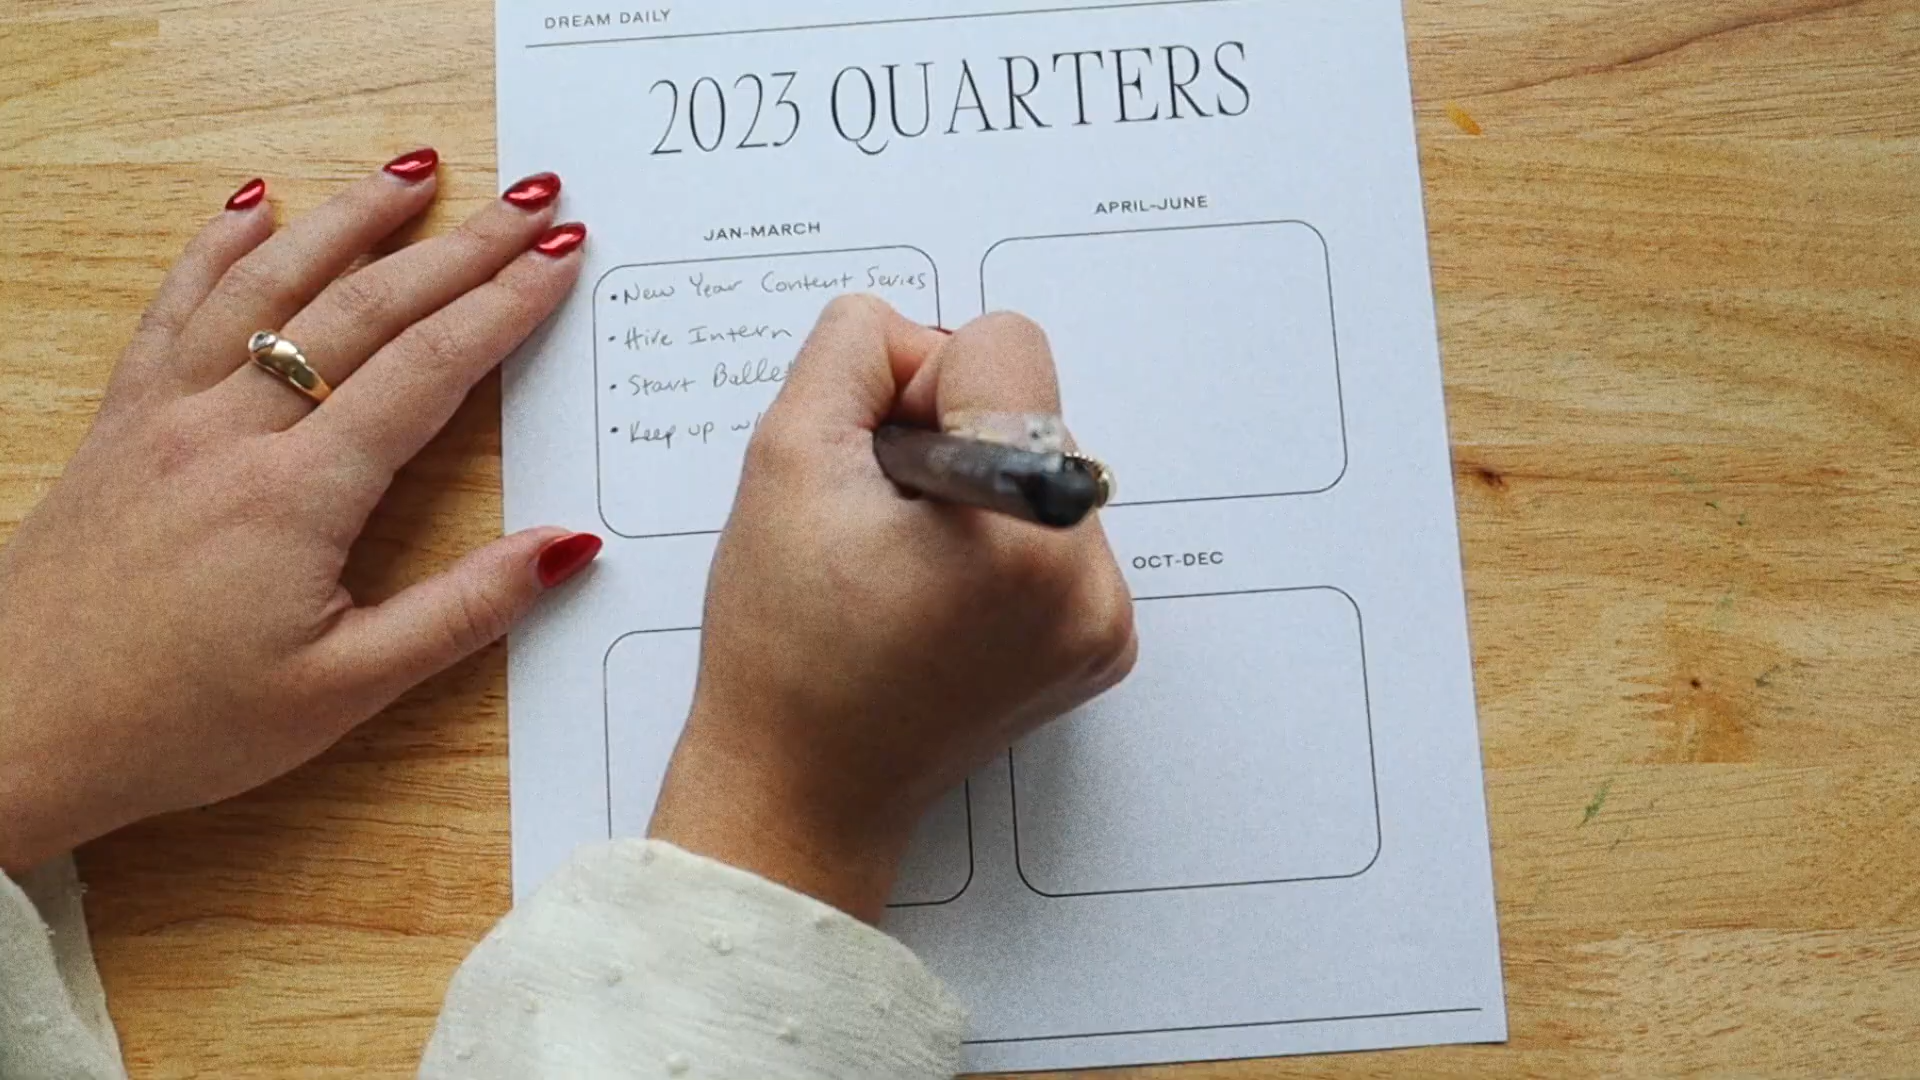 DREAM DAILY
2023 QUARTERS
JAN-MARCH
• New Year Content Series
• Hire Intern
• Start Ballet
• Keep up w/
APRIL-JUNE
OCT-DEC